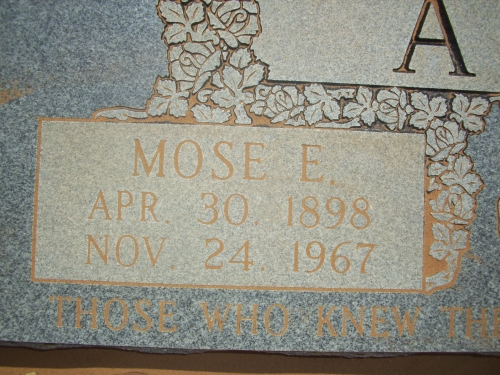 A
MOSE E.
APR. 30. 1898
NOV. 24. 1967
THOSE WHO KNEW